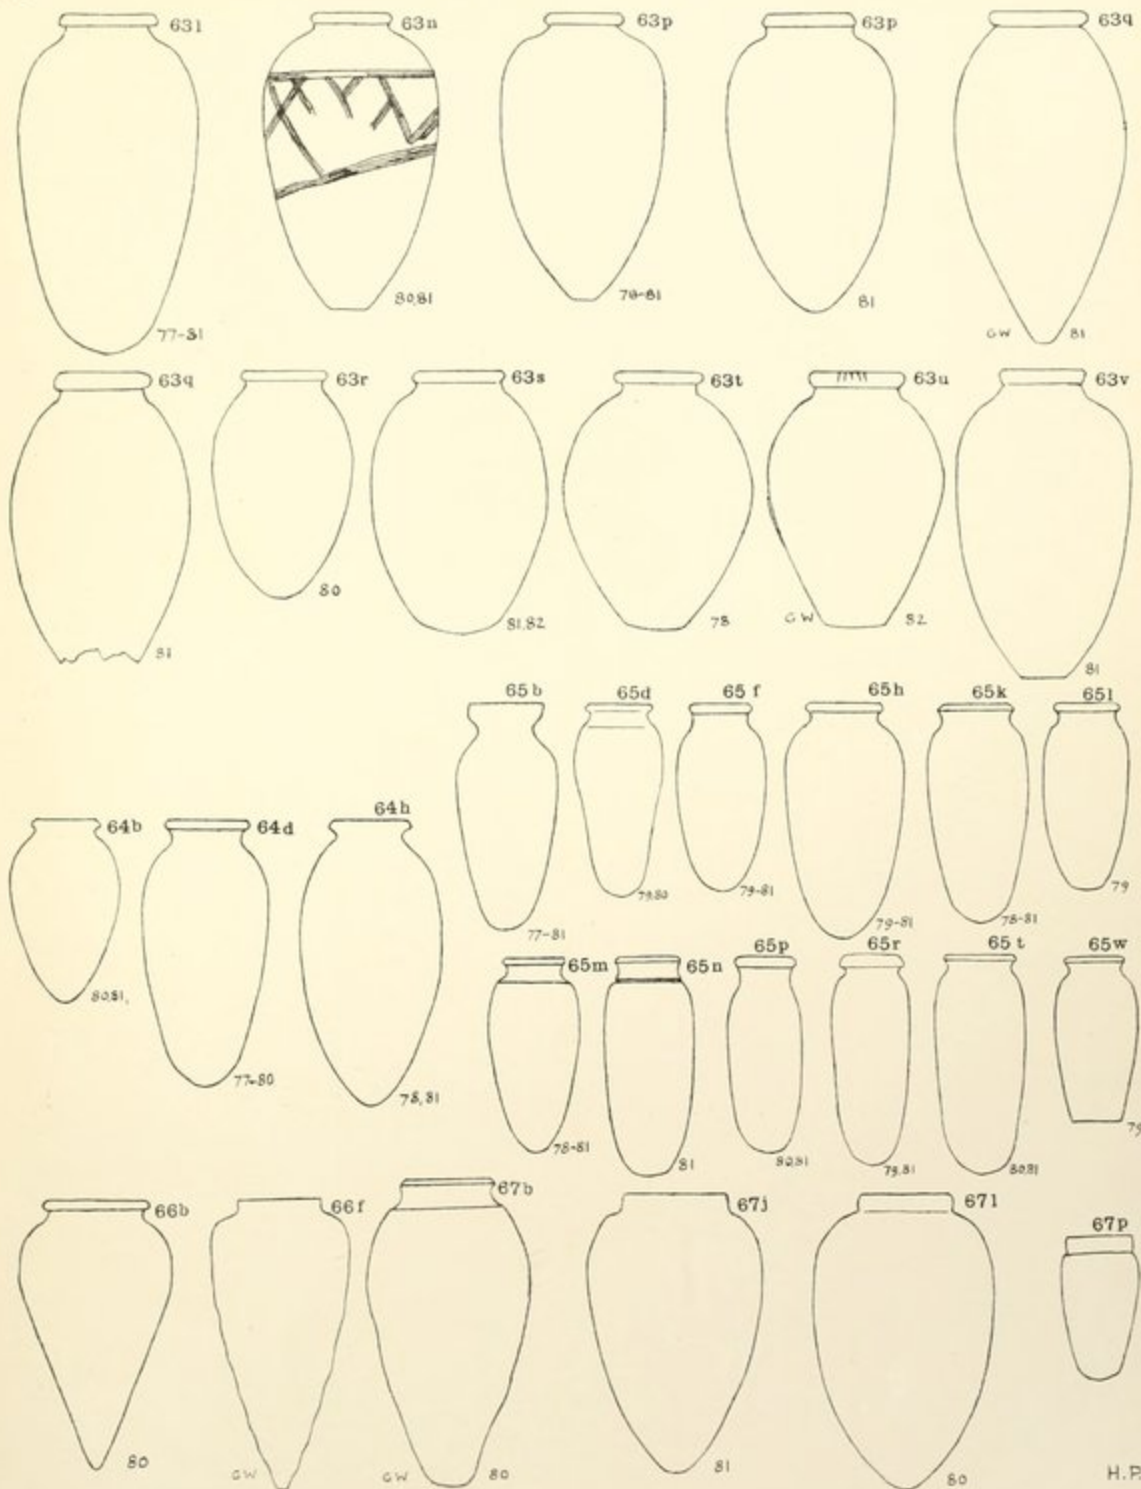 63l 63n 63p 63p 63q
77-81 80,81 78-81 81 GW 81
63q 63r 63s 63t 63u 63v
81 80 81,82 78 GW 82 81
65b 65d 65f 65h 65k 65l
64b 64d 64h
77-81 79,80 79-81 79-81 78-81 79
80,81, 77-80 78,81
65m 65n 65p 65r 65t 65w
78-81 81 80,81 79,81 80,81 79
66b 66f 67b 67j 67l 67p
80 GW GW 80 81 80
H.P.